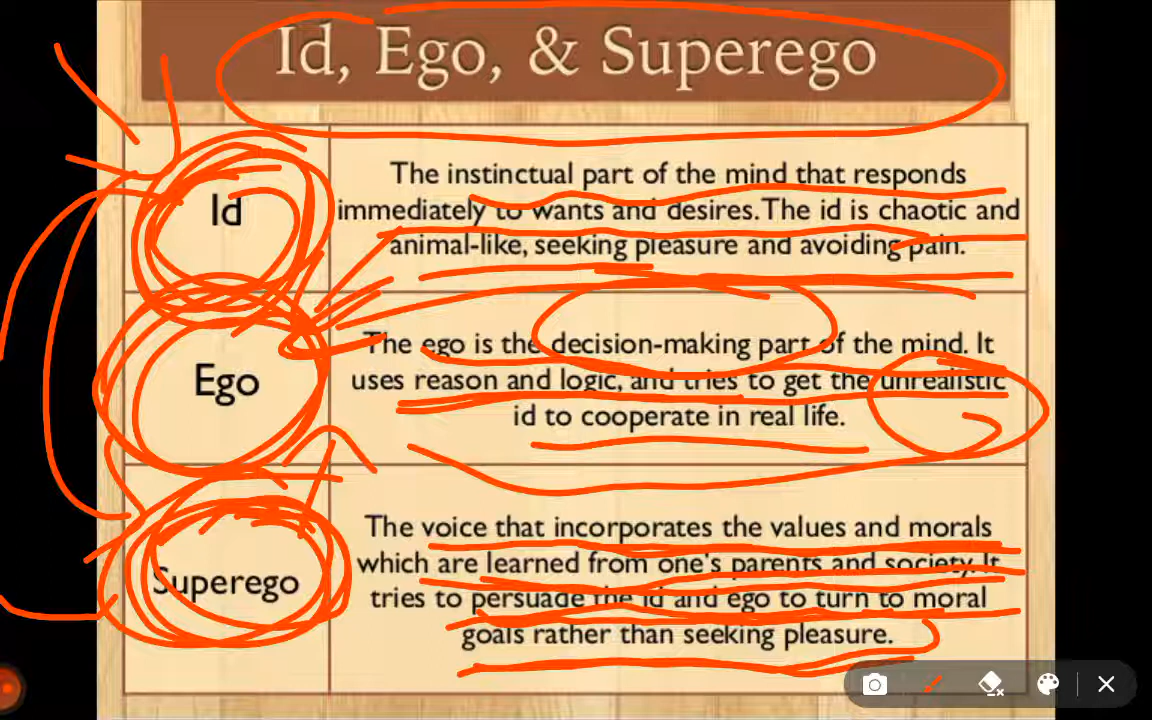 Id, Ego, & Superego
Id
The instinctual part of the mind that responds
immediately to wants and desires.The id is chaotic and
animal-like, seeking pleasure and avoiding pain.
Ego
The ego is the decision-making part of the mind. It
uses reason and logic, and tries to get the unrealistic
id to cooperate in real life.
Superego
The voice that incorporates the values and morals
which are learned from one's parents and society. It
tries to persuade the id and ego to turn to moral
goals rather than seeking pleasure.